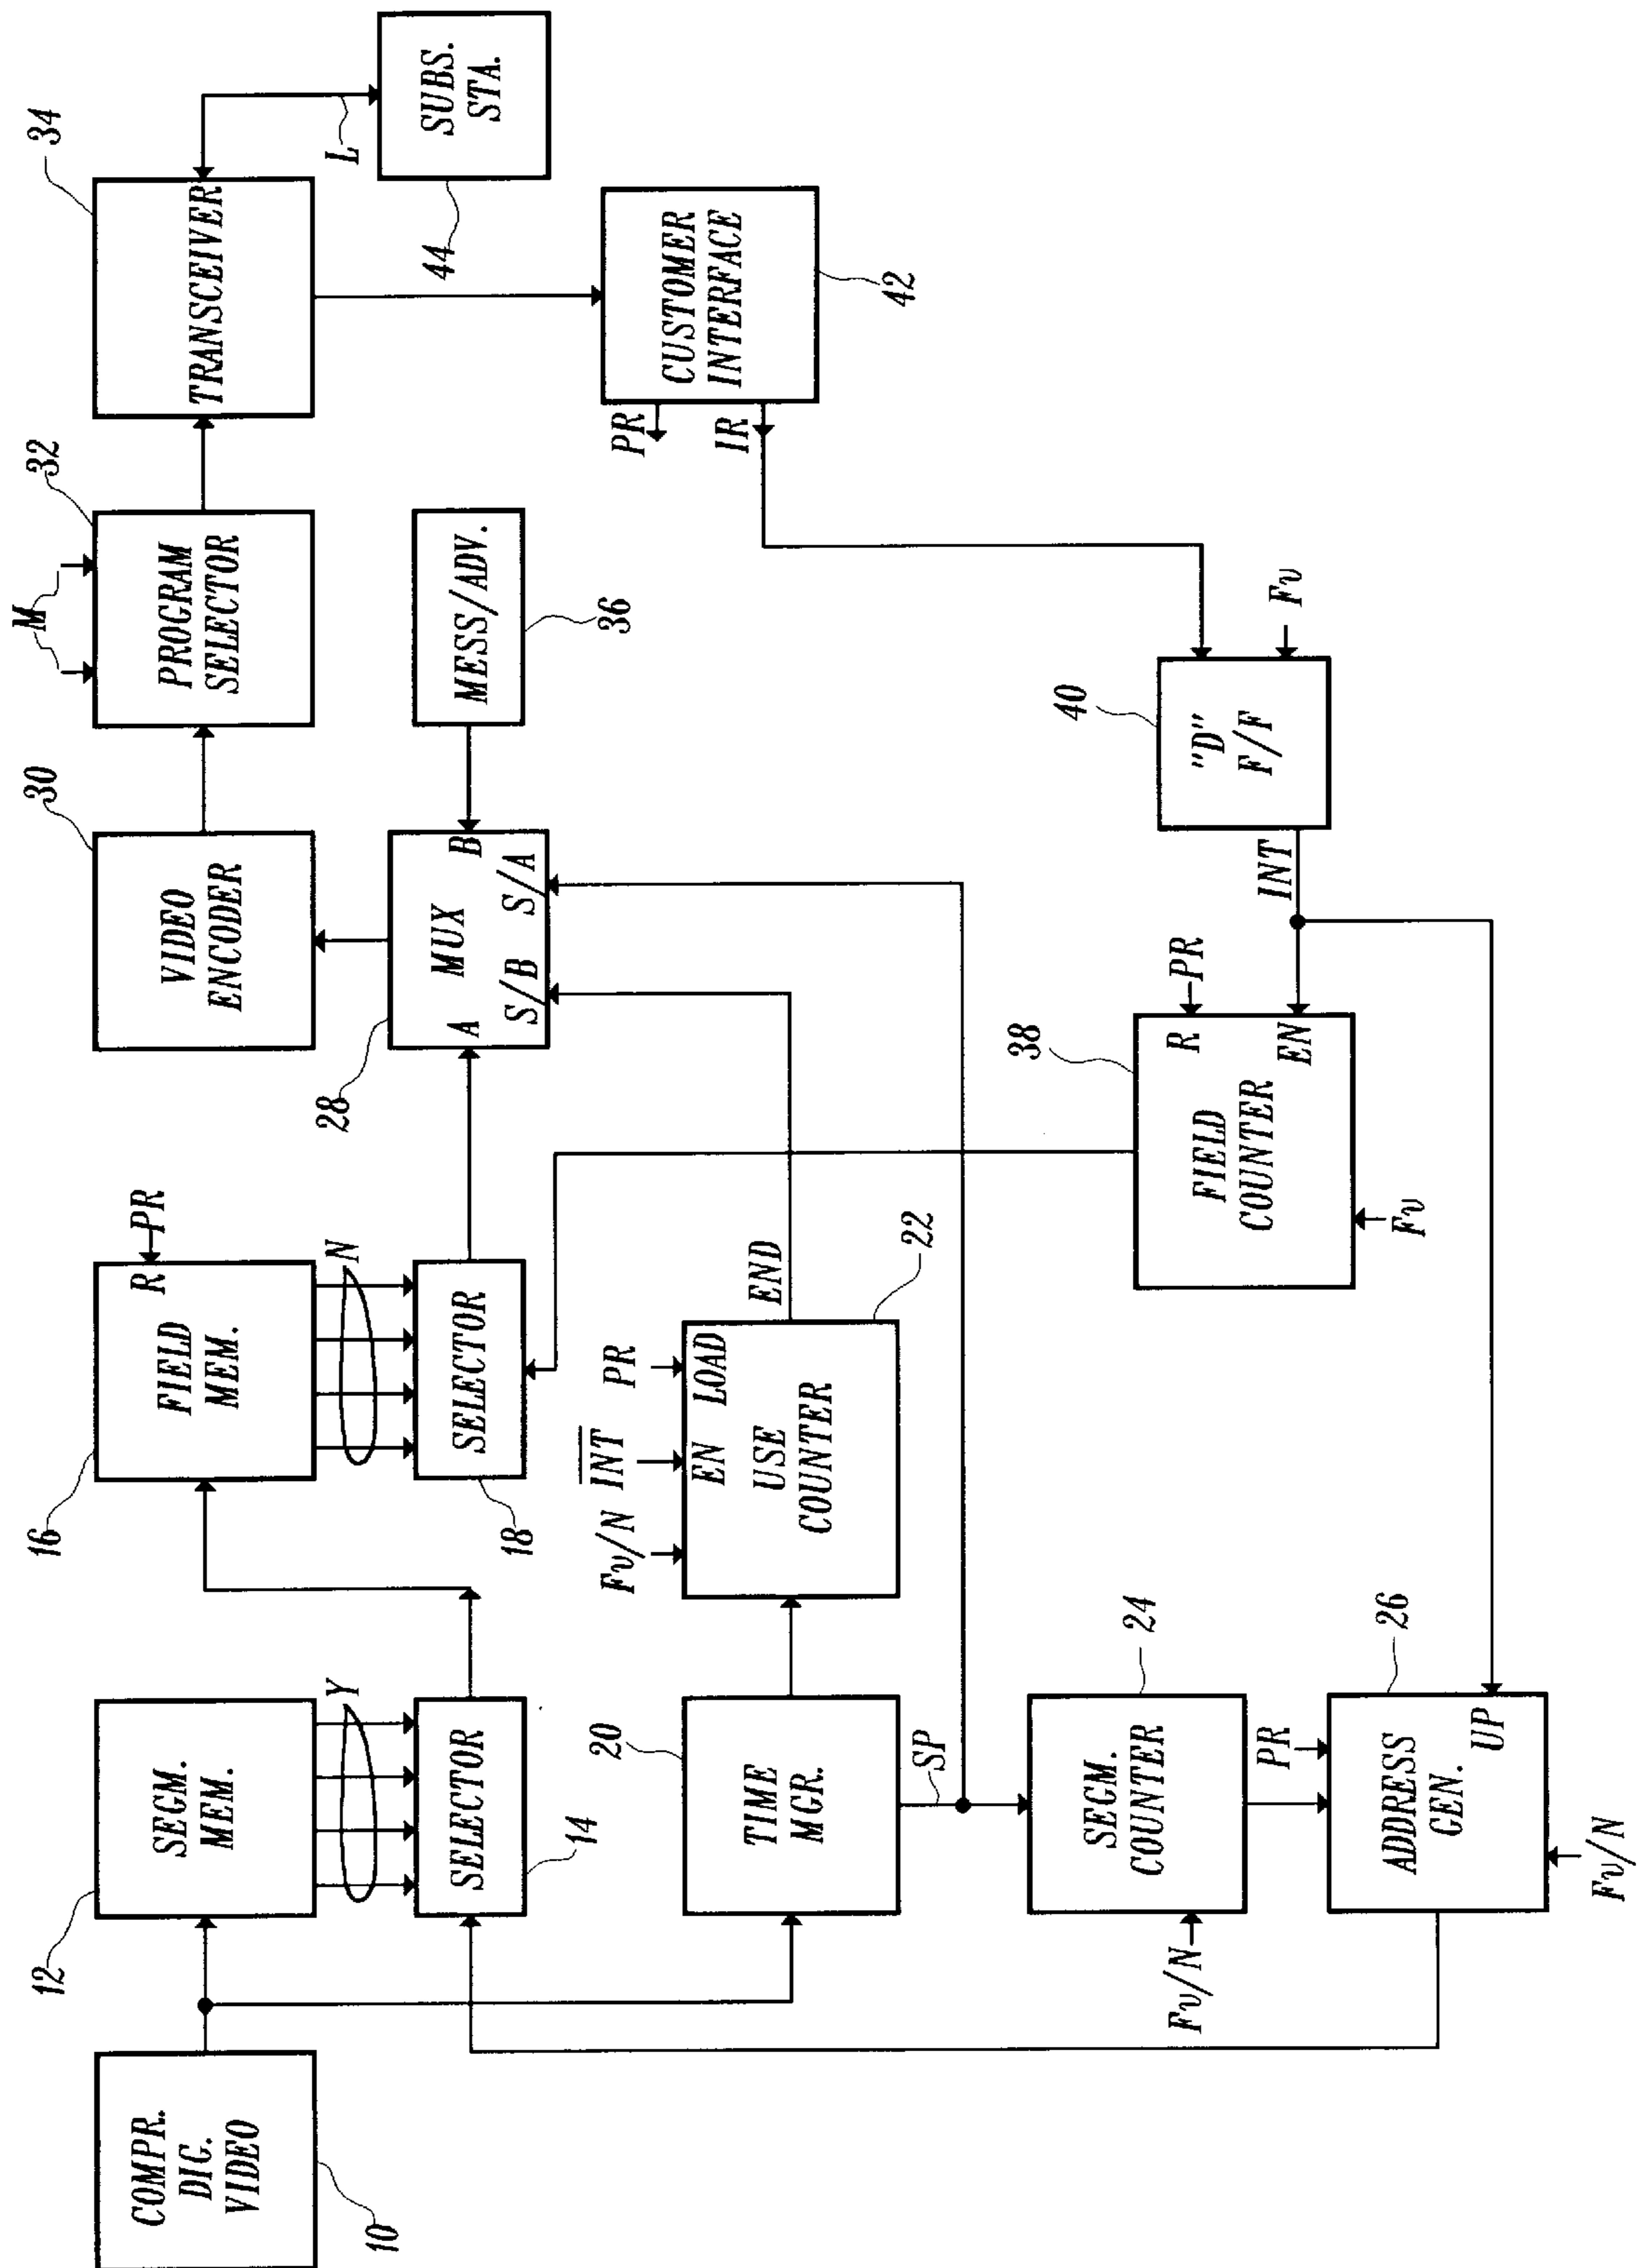 COMPR.
DIG.
VIDEO
10
12
SEGM.
MEM.
Y
SELECTOR
14
16
FIELD
MEM.
R
PR
N
SELECTOR
18
VIDEO
ENCODER
30
MUX
A
B
S/B
S/A
28
PROGRAM
SELECTOR
32
M
MESS/ADV.
36
TRANSCEIVER
34
L
SUBS.
STA.
44
CUSTOMER
INTERFACE
42
PR
IR
TIME
MGR.
20
SP
Fv/N
INT
PR
EN
LOAD
USE
COUNTER
END
22
SEGM.
COUNTER
24
Fv/N
PR
ADDRESS
GEN.
UP
26
Fv/N
FIELD
COUNTER
R
EN
38
PR
Fv
INT
"D"
F/F
40
Fv